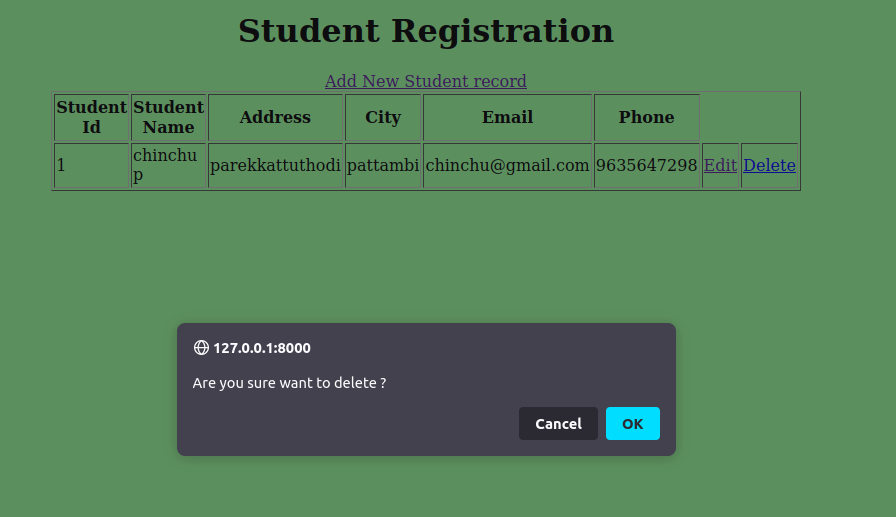 Student Registration
Add New Student record
Student Id Student Name Address City Email Phone
1 chinchu p parekkattuthodi pattambi chinchu@gmail.com 9635647298 Edit Delete
127.0.0.1:8000
Are you sure want to delete ?
Cancel OK